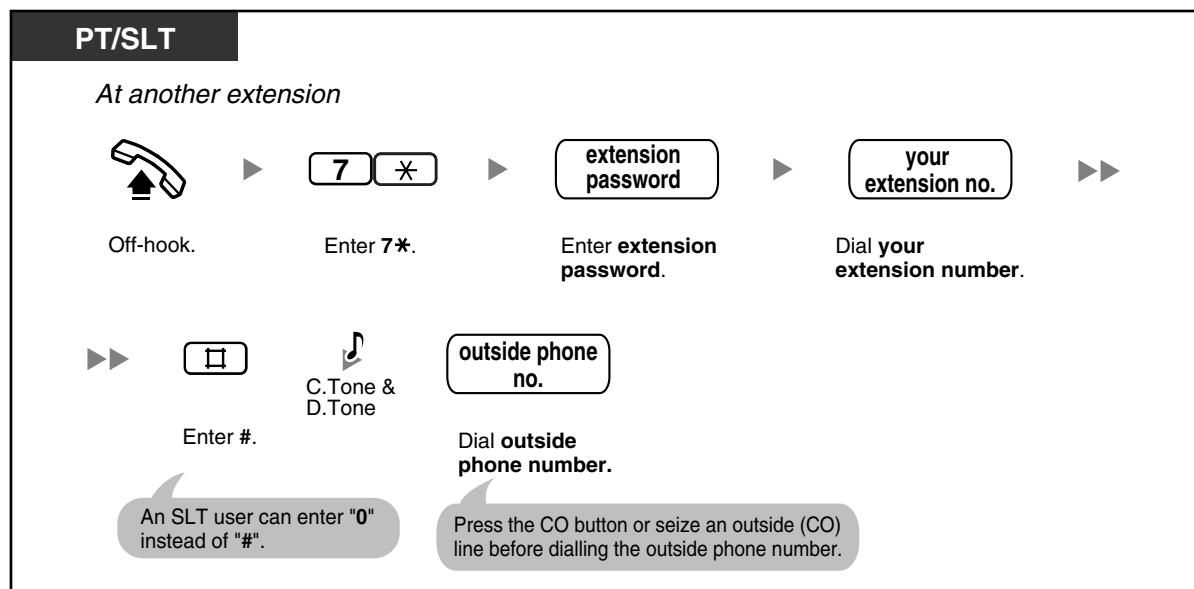 PT/SLT
At another extension
7 ✳
extension
password
your
extension no.
Off-hook.
Enter 7✳.
Enter extension
password.
Dial your
extension number.
#
C.Tone &
D.Tone
outside phone
no.
Enter #.
Dial outside
phone number.
An SLT user can enter "0"
instead of "#".
Press the CO button or seize an outside (CO)
line before dialling the outside phone number.